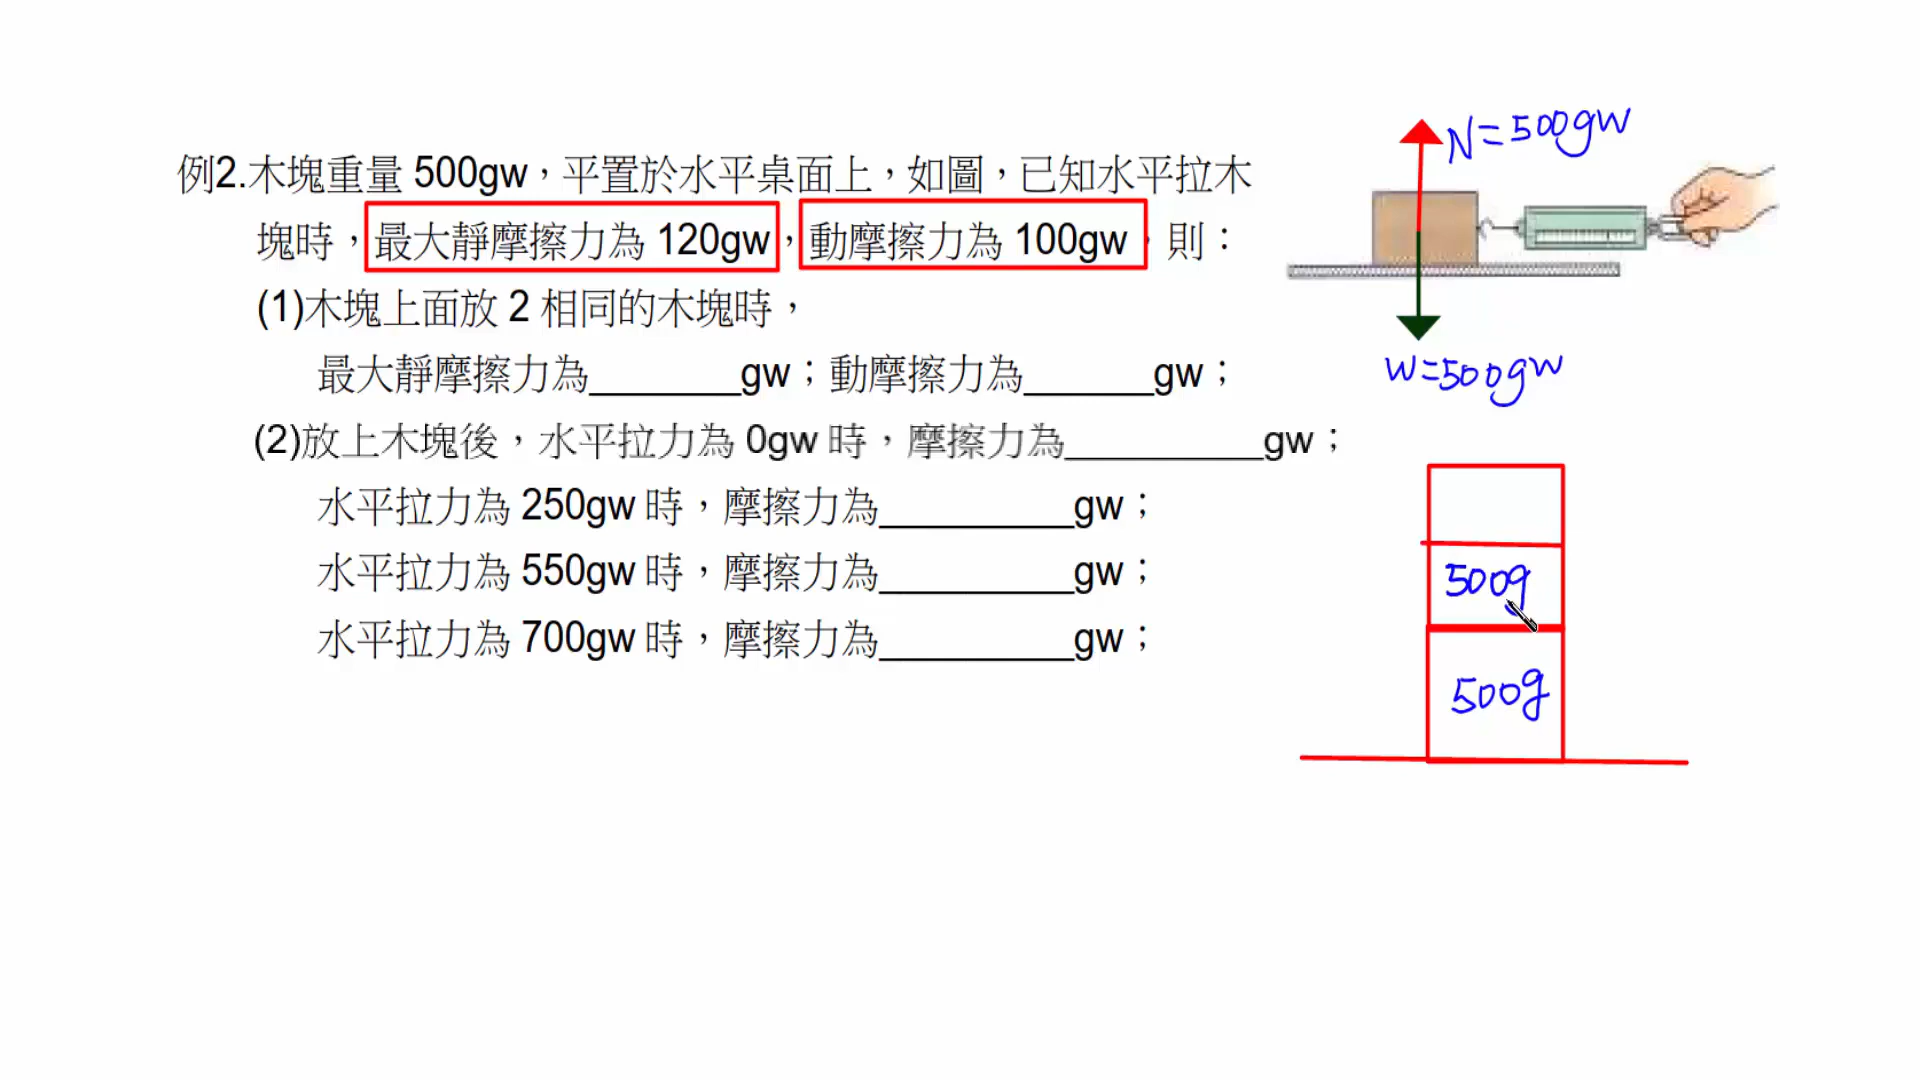 例2.木塊重量 500gw，平置於水平桌面上，如圖，已知水平拉木
塊時，最大靜摩擦力為 120gw，動摩擦力為 100gw，則：
(1)木塊上面放 2 相同的木塊時，
最大靜摩擦力為_______gw；動摩擦力為______gw；
(2)放上木塊後，水平拉力為 0gw 時，摩擦力為_________gw；
水平拉力為 250gw 時，摩擦力為_________gw；
水平拉力為 550gw 時，摩擦力為_________gw；
水平拉力為 700gw 時，摩擦力為_________gw；
N=500gw
W=500gw
500g
500g